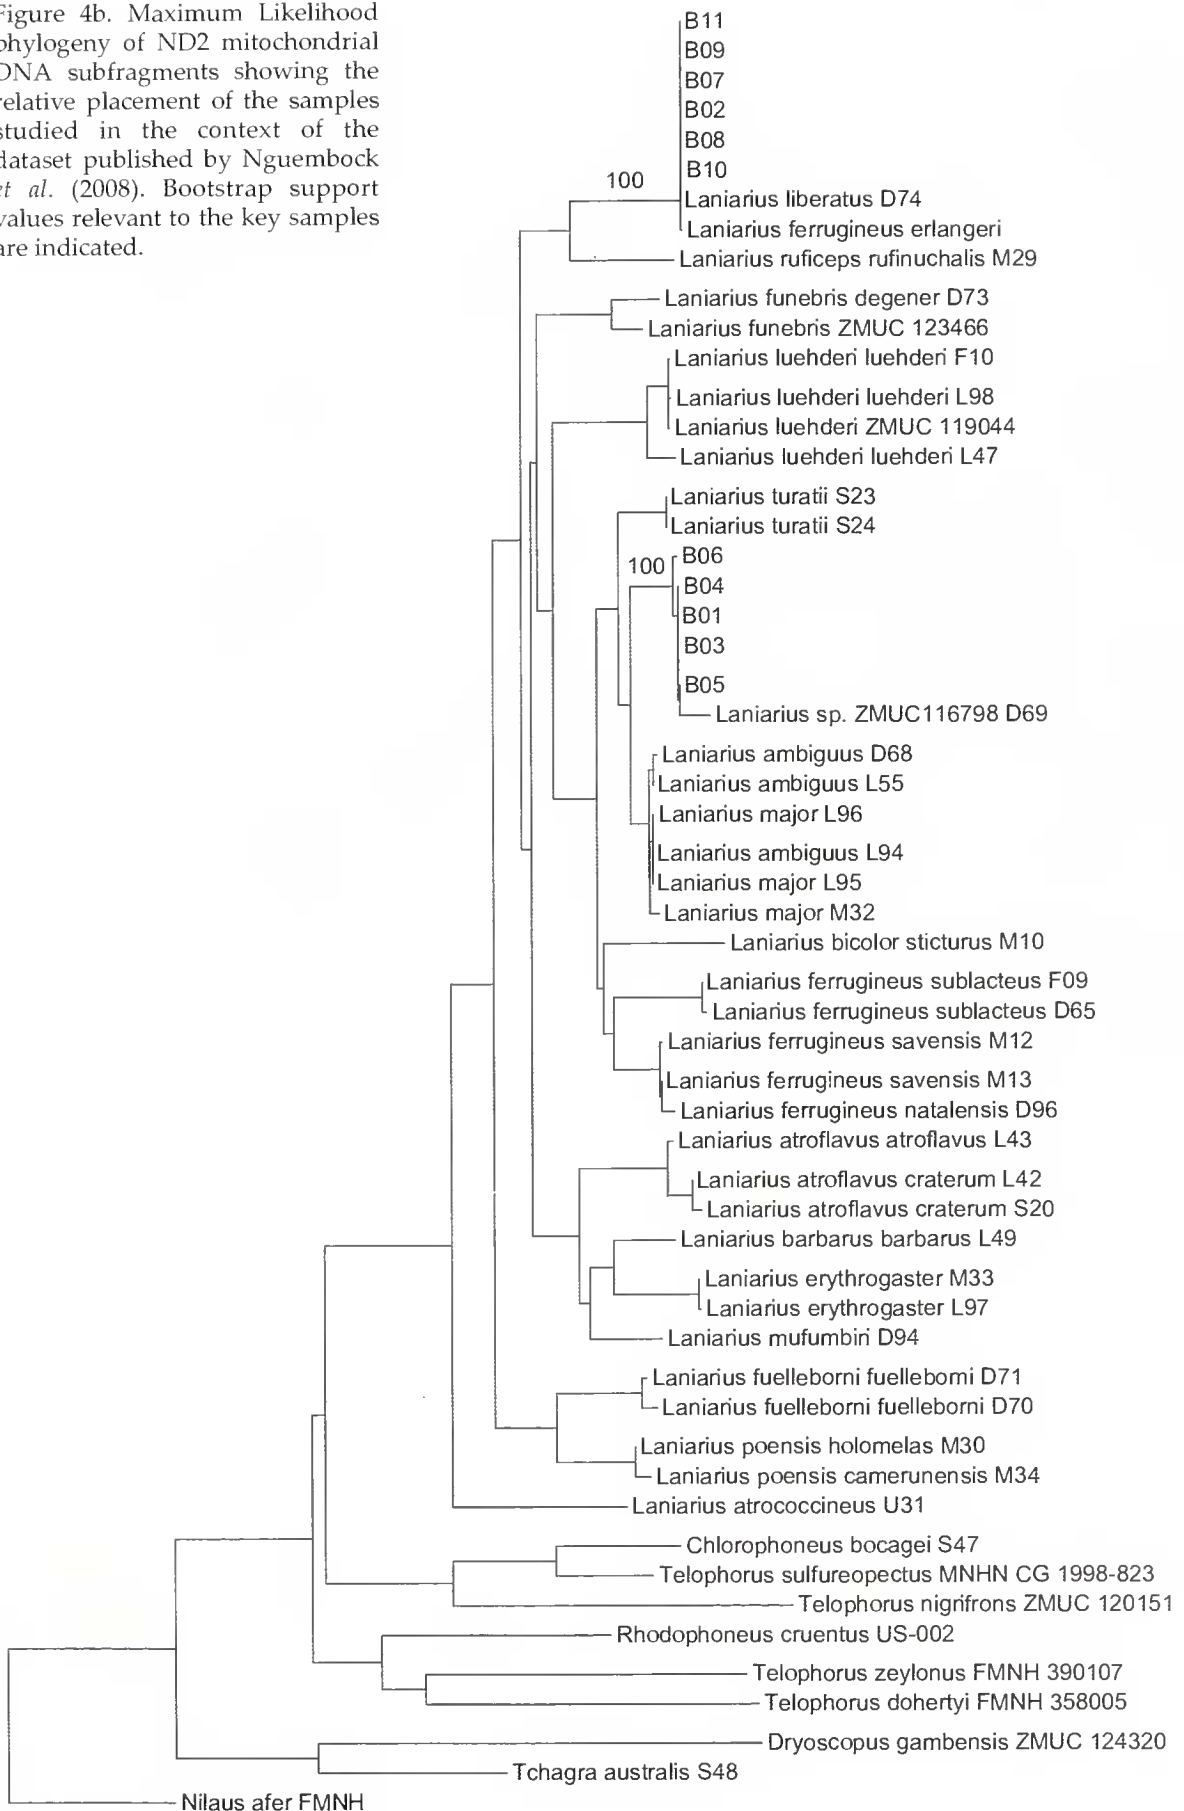 Figure 4b. Maximum Likelihood
phylogeny of ND2 mitochondrial
DNA subfragments showing the
relative placement of the samples
studied in the context of the
dataset published by Nguembock
et al. (2008). Bootstrap support
values relevant to the key samples
are indicated.
B11
B09
B07
B02
B08
B10
100
Laniarius liberatus D74
Laniarius ferrugineus erlangeri
Laniarius ruficeps rufinuchalis M29
Laniarius funebris degener D73
Laniarius funebris ZMUC 123466
Laniarius luehderi luehderi F10
Laniarius luehderi luehderi L98
Laniarius luehderi ZMUC 119044
Laniarius luehderi luehderi L47
Laniarius turatii S23
Laniarius turatii S24
B06
100
B04
B01
B03
B05
Laniarius sp. ZMUC116798 D69
Laniarius ambiguus D68
Laniarius ambiguus L55
Laniarius major L96
Laniarius ambiguus L94
Laniarius major L95
Laniarius major M32
Laniarius bicolor sticturus M10
Laniarius ferrugineus sublacteus F09
Laniarius ferrugineus sublacteus D65
Laniarius ferrugineus savensis M12
Laniarius ferrugineus savensis M13
Laniarius ferrugineus natalensis D96
Laniarius atroflavus atroflavus L43
Laniarius atroflavus craterum L42
Laniarius atroflavus craterum S20
Laniarius barbarus barbarus L49
Laniarius erythrogaster M33
Laniarius erythrogaster L97
Laniarius mufumbiri D94
Laniarius fuelleborni fuelleborni D71
Laniarius fuelleborni fuelleborni D70
Laniarius poensis holomelas M30
Laniarius poensis camerunensis M34
Laniarius atrococcineus U31
Chlorophoneus bocagei S47
Telophorus sulfureopectus MNHN CG 1998-823
Telophorus nigrifrons ZMUC 120151
Rhodophoneus cruentus US-002
Telophorus zeylonus FMNH 390107
Telophorus dohertyi FMNH 358005
Dryoscopus gambensis ZMUC 124320
Tchagra australis S48
Nilaus afer FMNH